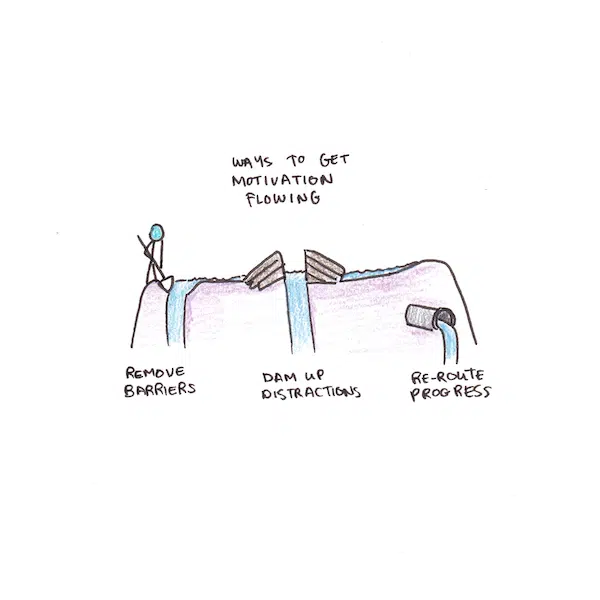 WAYS TO GET
MOTIVATION
FLOWING
REMOVE
BARRIERS
DAM UP
DISTRACTIONS
RE-ROUTE
PROGRESS